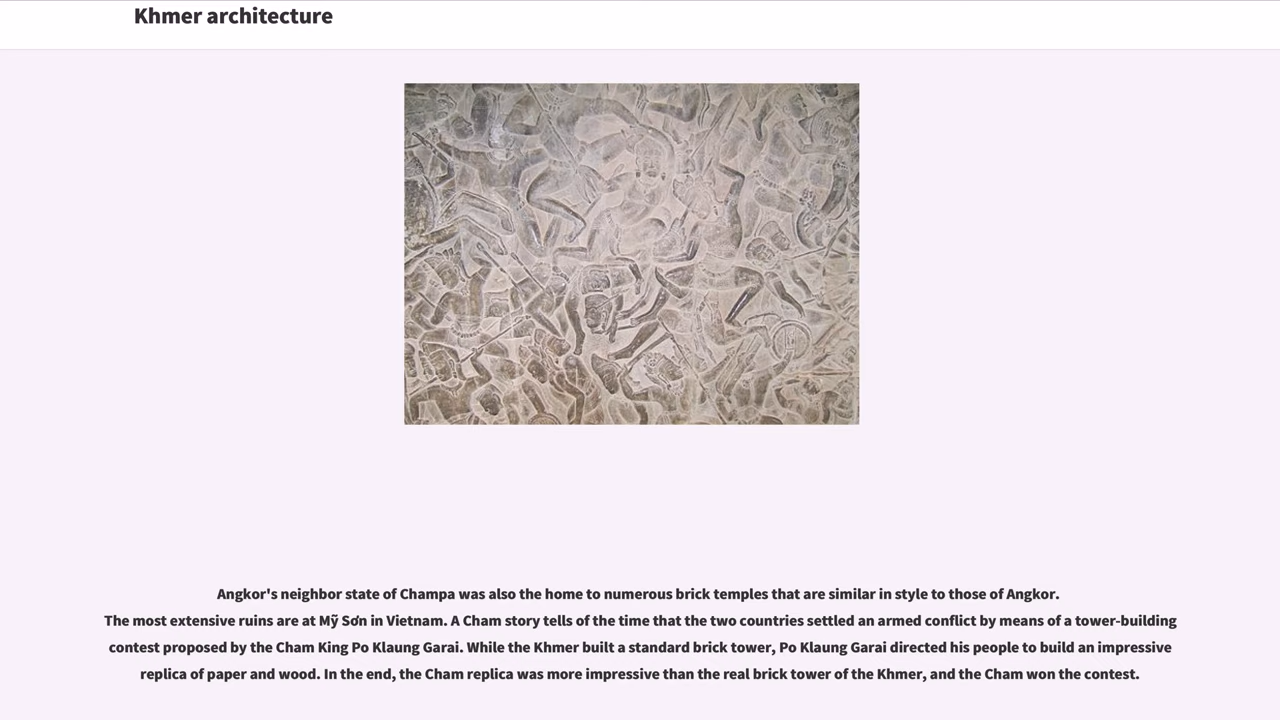 Khmer architecture
Angkor's neighbor state of Champa was also the home to numerous brick temples that are similar in style to those of Angkor.
The most extensive ruins are at Mỹ Sơn in Vietnam. A Cham story tells of the time that the two countries settled an armed conflict by means of a tower-building
contest proposed by the Cham King Po Klaung Garai. While the Khmer built a standard brick tower, Po Klaung Garai directed his people to build an impressive
replica of paper and wood. In the end, the Cham replica was more impressive than the real brick tower of the Khmer, and the Cham won the contest.